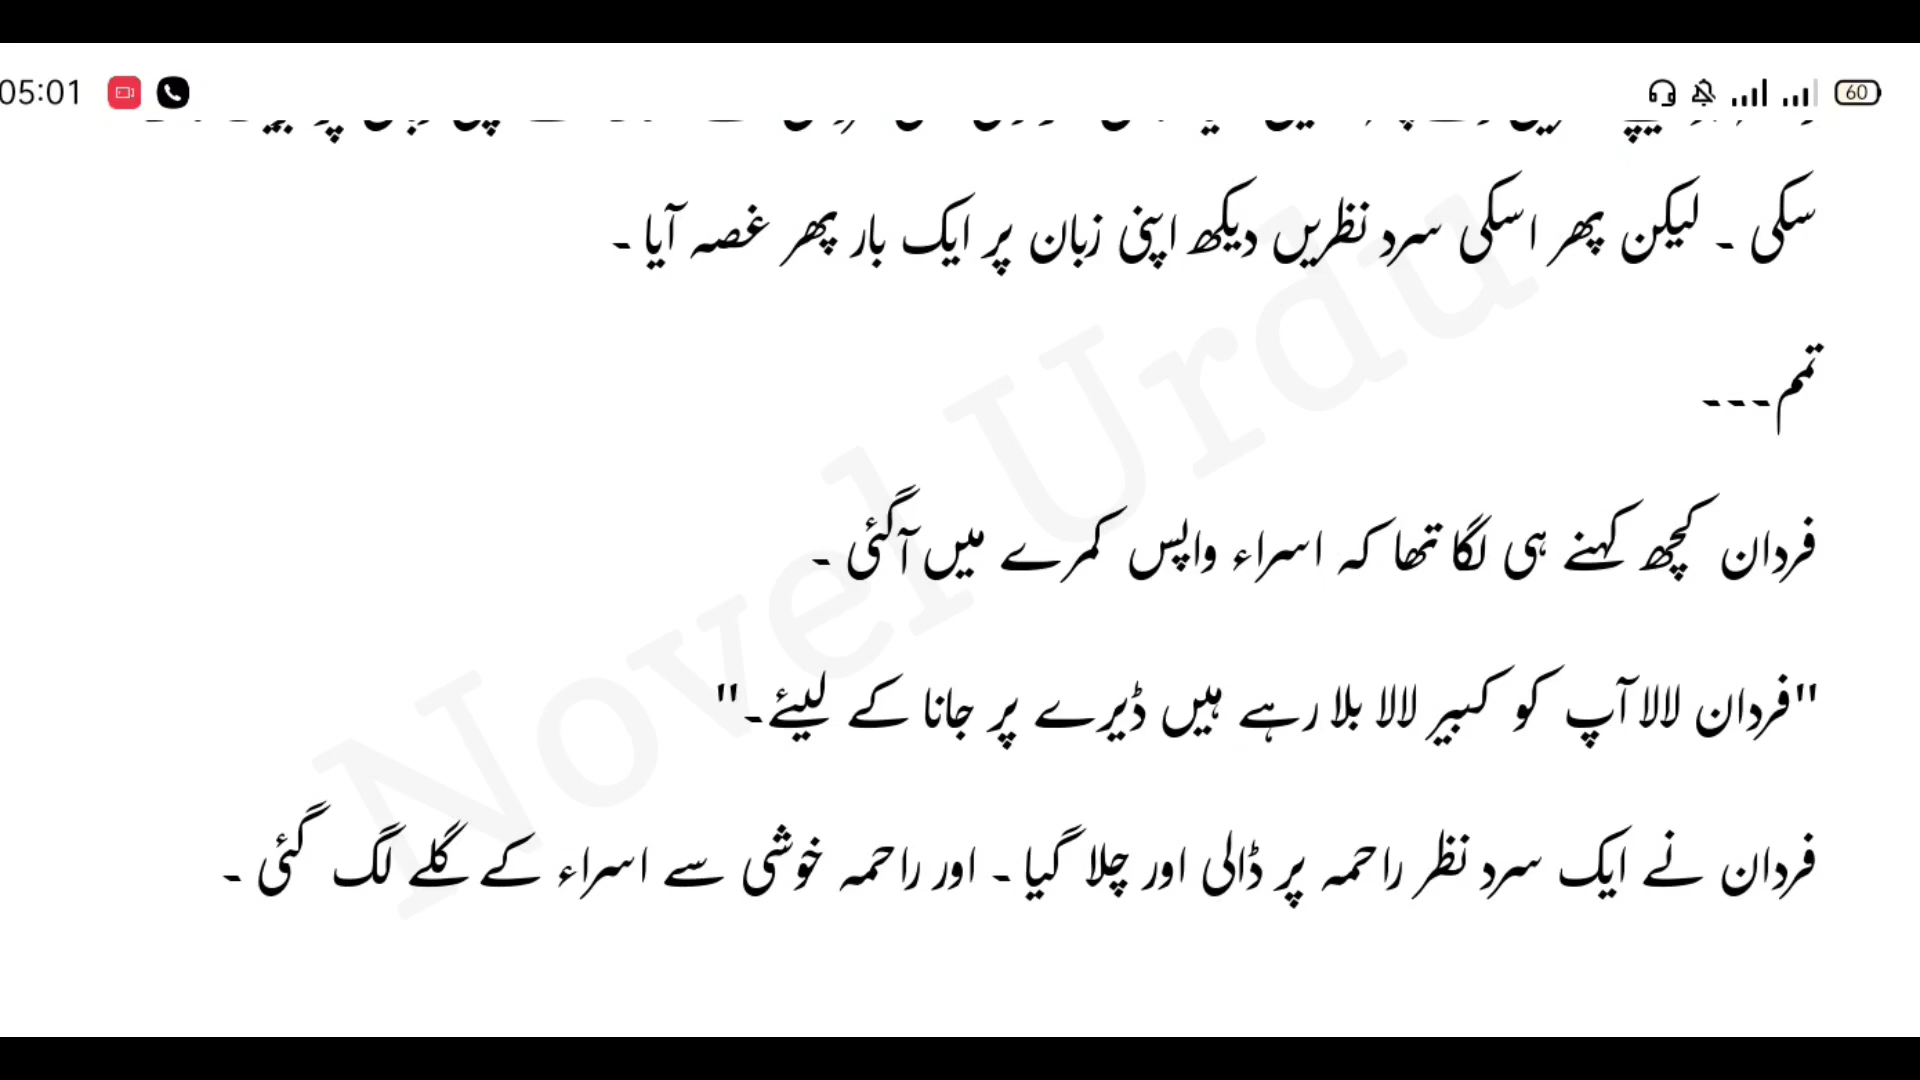 05:01
60
سکی ۔ لیکن پھر اسکی سرد نظریں دیکھ اپنی زبان پر ایک بار پھر غصہ آیا ۔
تمم۔۔۔
فردان کچھ کہنے ہی لگا تھا کہ اسراء واپس کمرے میں آگئی ۔
"فردان لالا آپ کو کبیر لالا بلا رہے ہیں ڈیرے پر جانا کے لیئے۔"
فردان نے ایک سرد نظر راحمہ پر ڈالی اور چلا گیا ۔ اور راحمہ خوشی سے اسراء کے گلے لگ گئی ۔
Novel Urdu